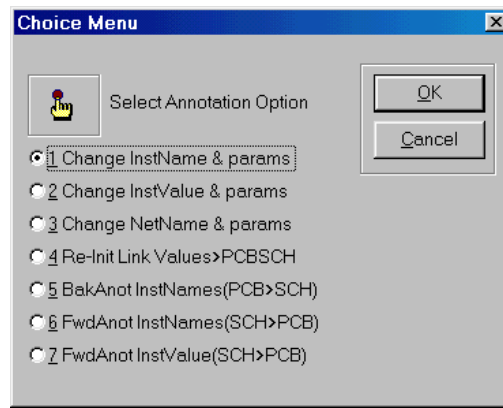 Choice Menu
Select Annotation Option
OK
Cancel
1 Change InstName & params
2 Change InstValue & params
3 Change NetName & params
4 Re-Init Link Values>PCBSCH
5 BakAnot InstNames(PCB>SCH)
6 FwdAnot InstNames(SCH>PCB)
7 FwdAnot InstValue(SCH>PCB)